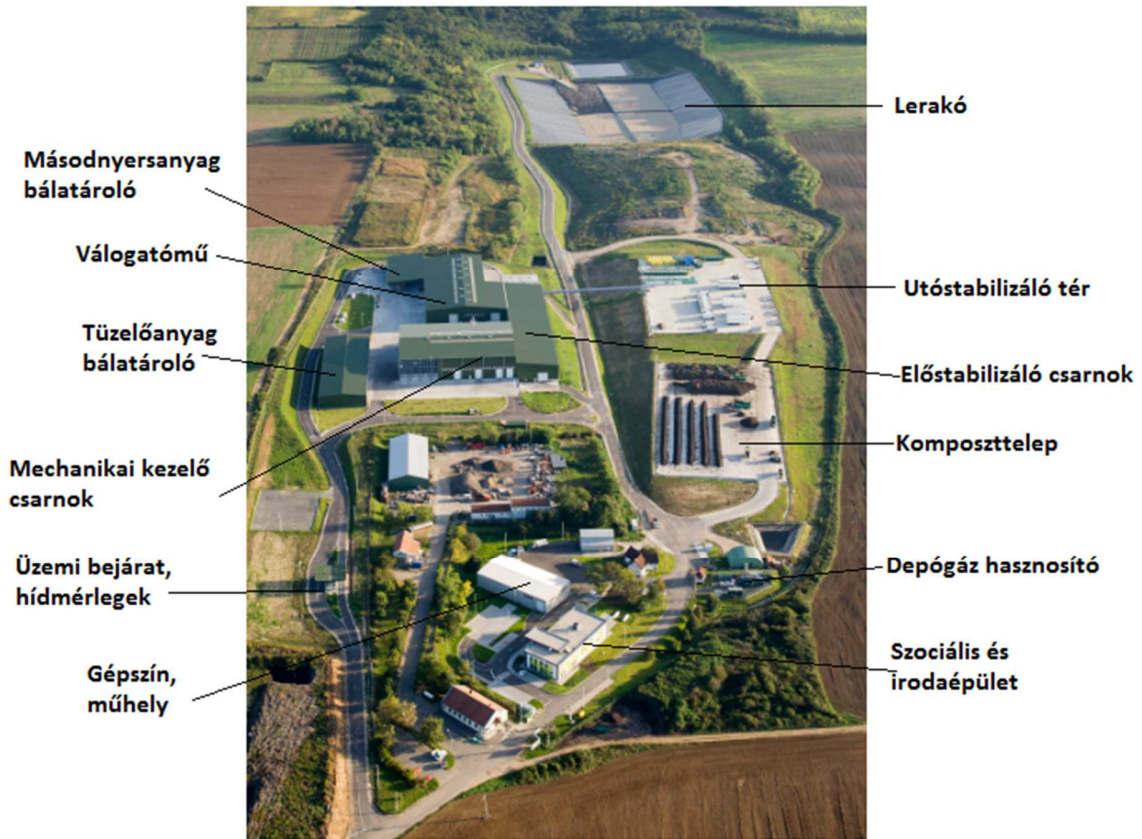 Lerakó
Másodnyersanyag
bálatároló
Válogatómű
Utóstabilizáló tér
Tüzelőanyag
bálatároló
Előstabilizáló csarnok
Komposzttelep
Mechanikai kezelő
csarnok
Üzemi bejárat,
hídmérlegek
Depógáz hasznosító
Szociális és
irodaépület
Gépszín,
műhely